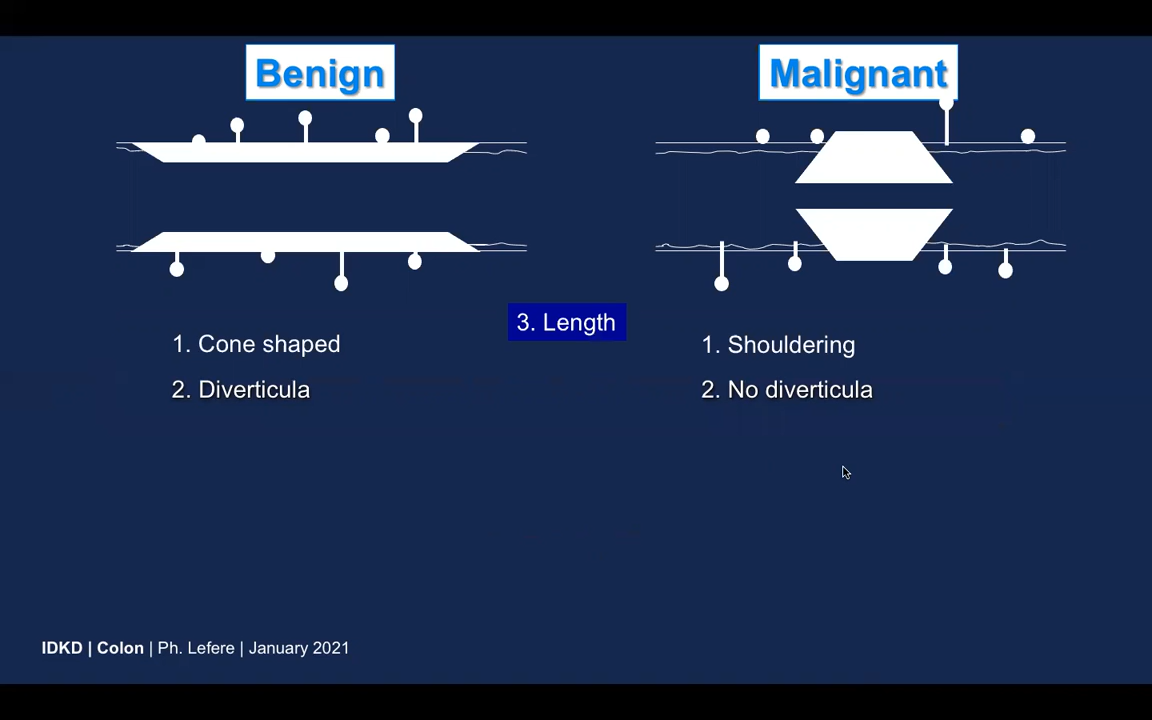 Benign
Malignant
3. Length
1. Cone shaped
2. Diverticula
1. Shouldering
2. No diverticula
IDKD | Colon | Ph. Lefere | January 2021